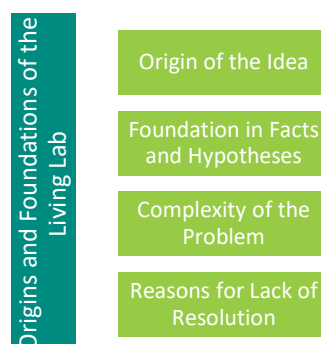 Origins and Foundations of the
Living Lab
Origin of the Idea
Foundation in Facts
and Hypotheses
Complexity of the
Problem
Reasons for Lack of
Resolution